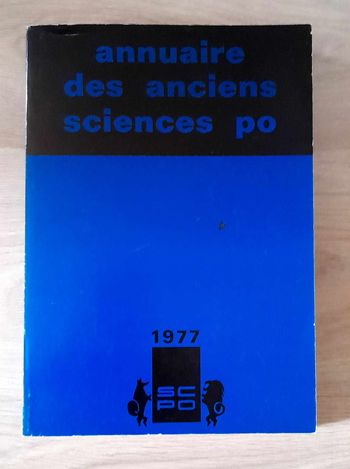 annuaire
des anciens
sciences po
1977
SC
PO